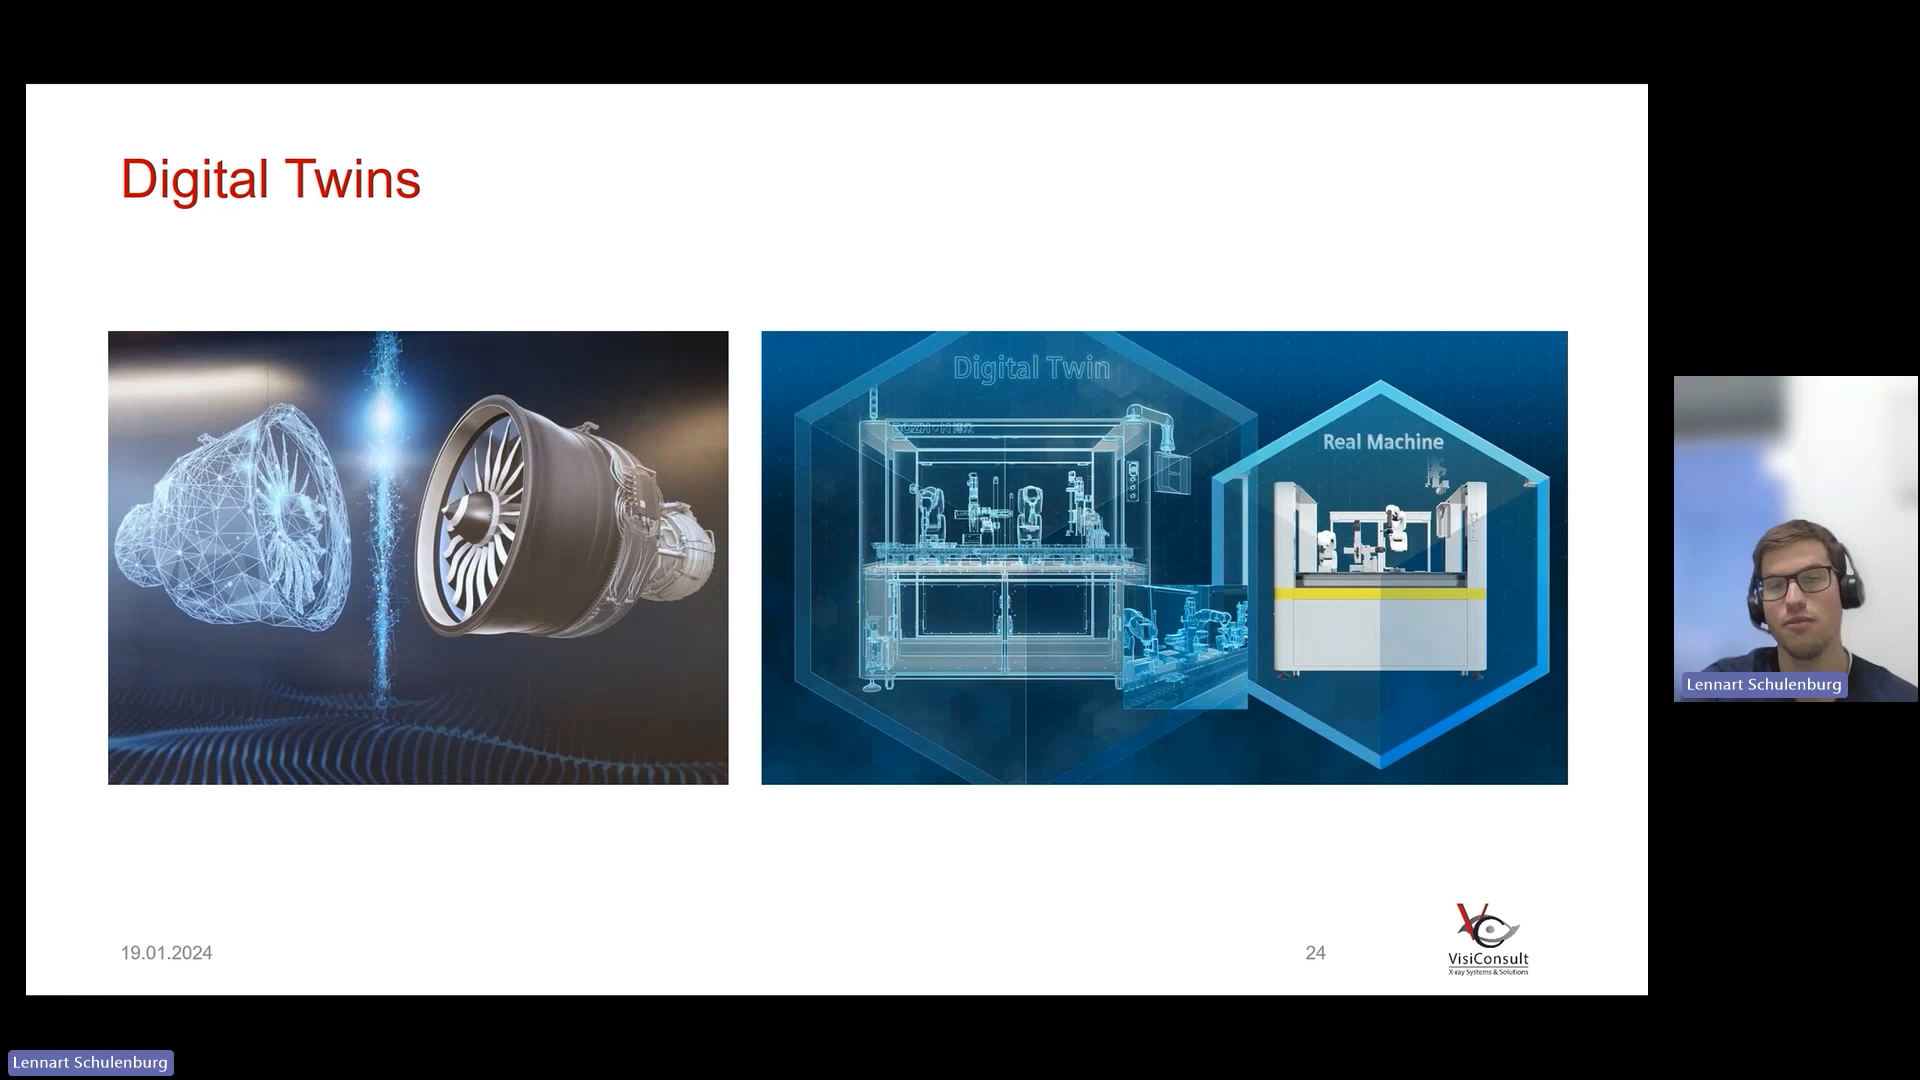 Digital Twins
Digital Twin
Real Machine
19.01.2024
24
VisiConsult
X-ray Systems & Solutions
Lennart Schulenburg
Lennart Schulenburg